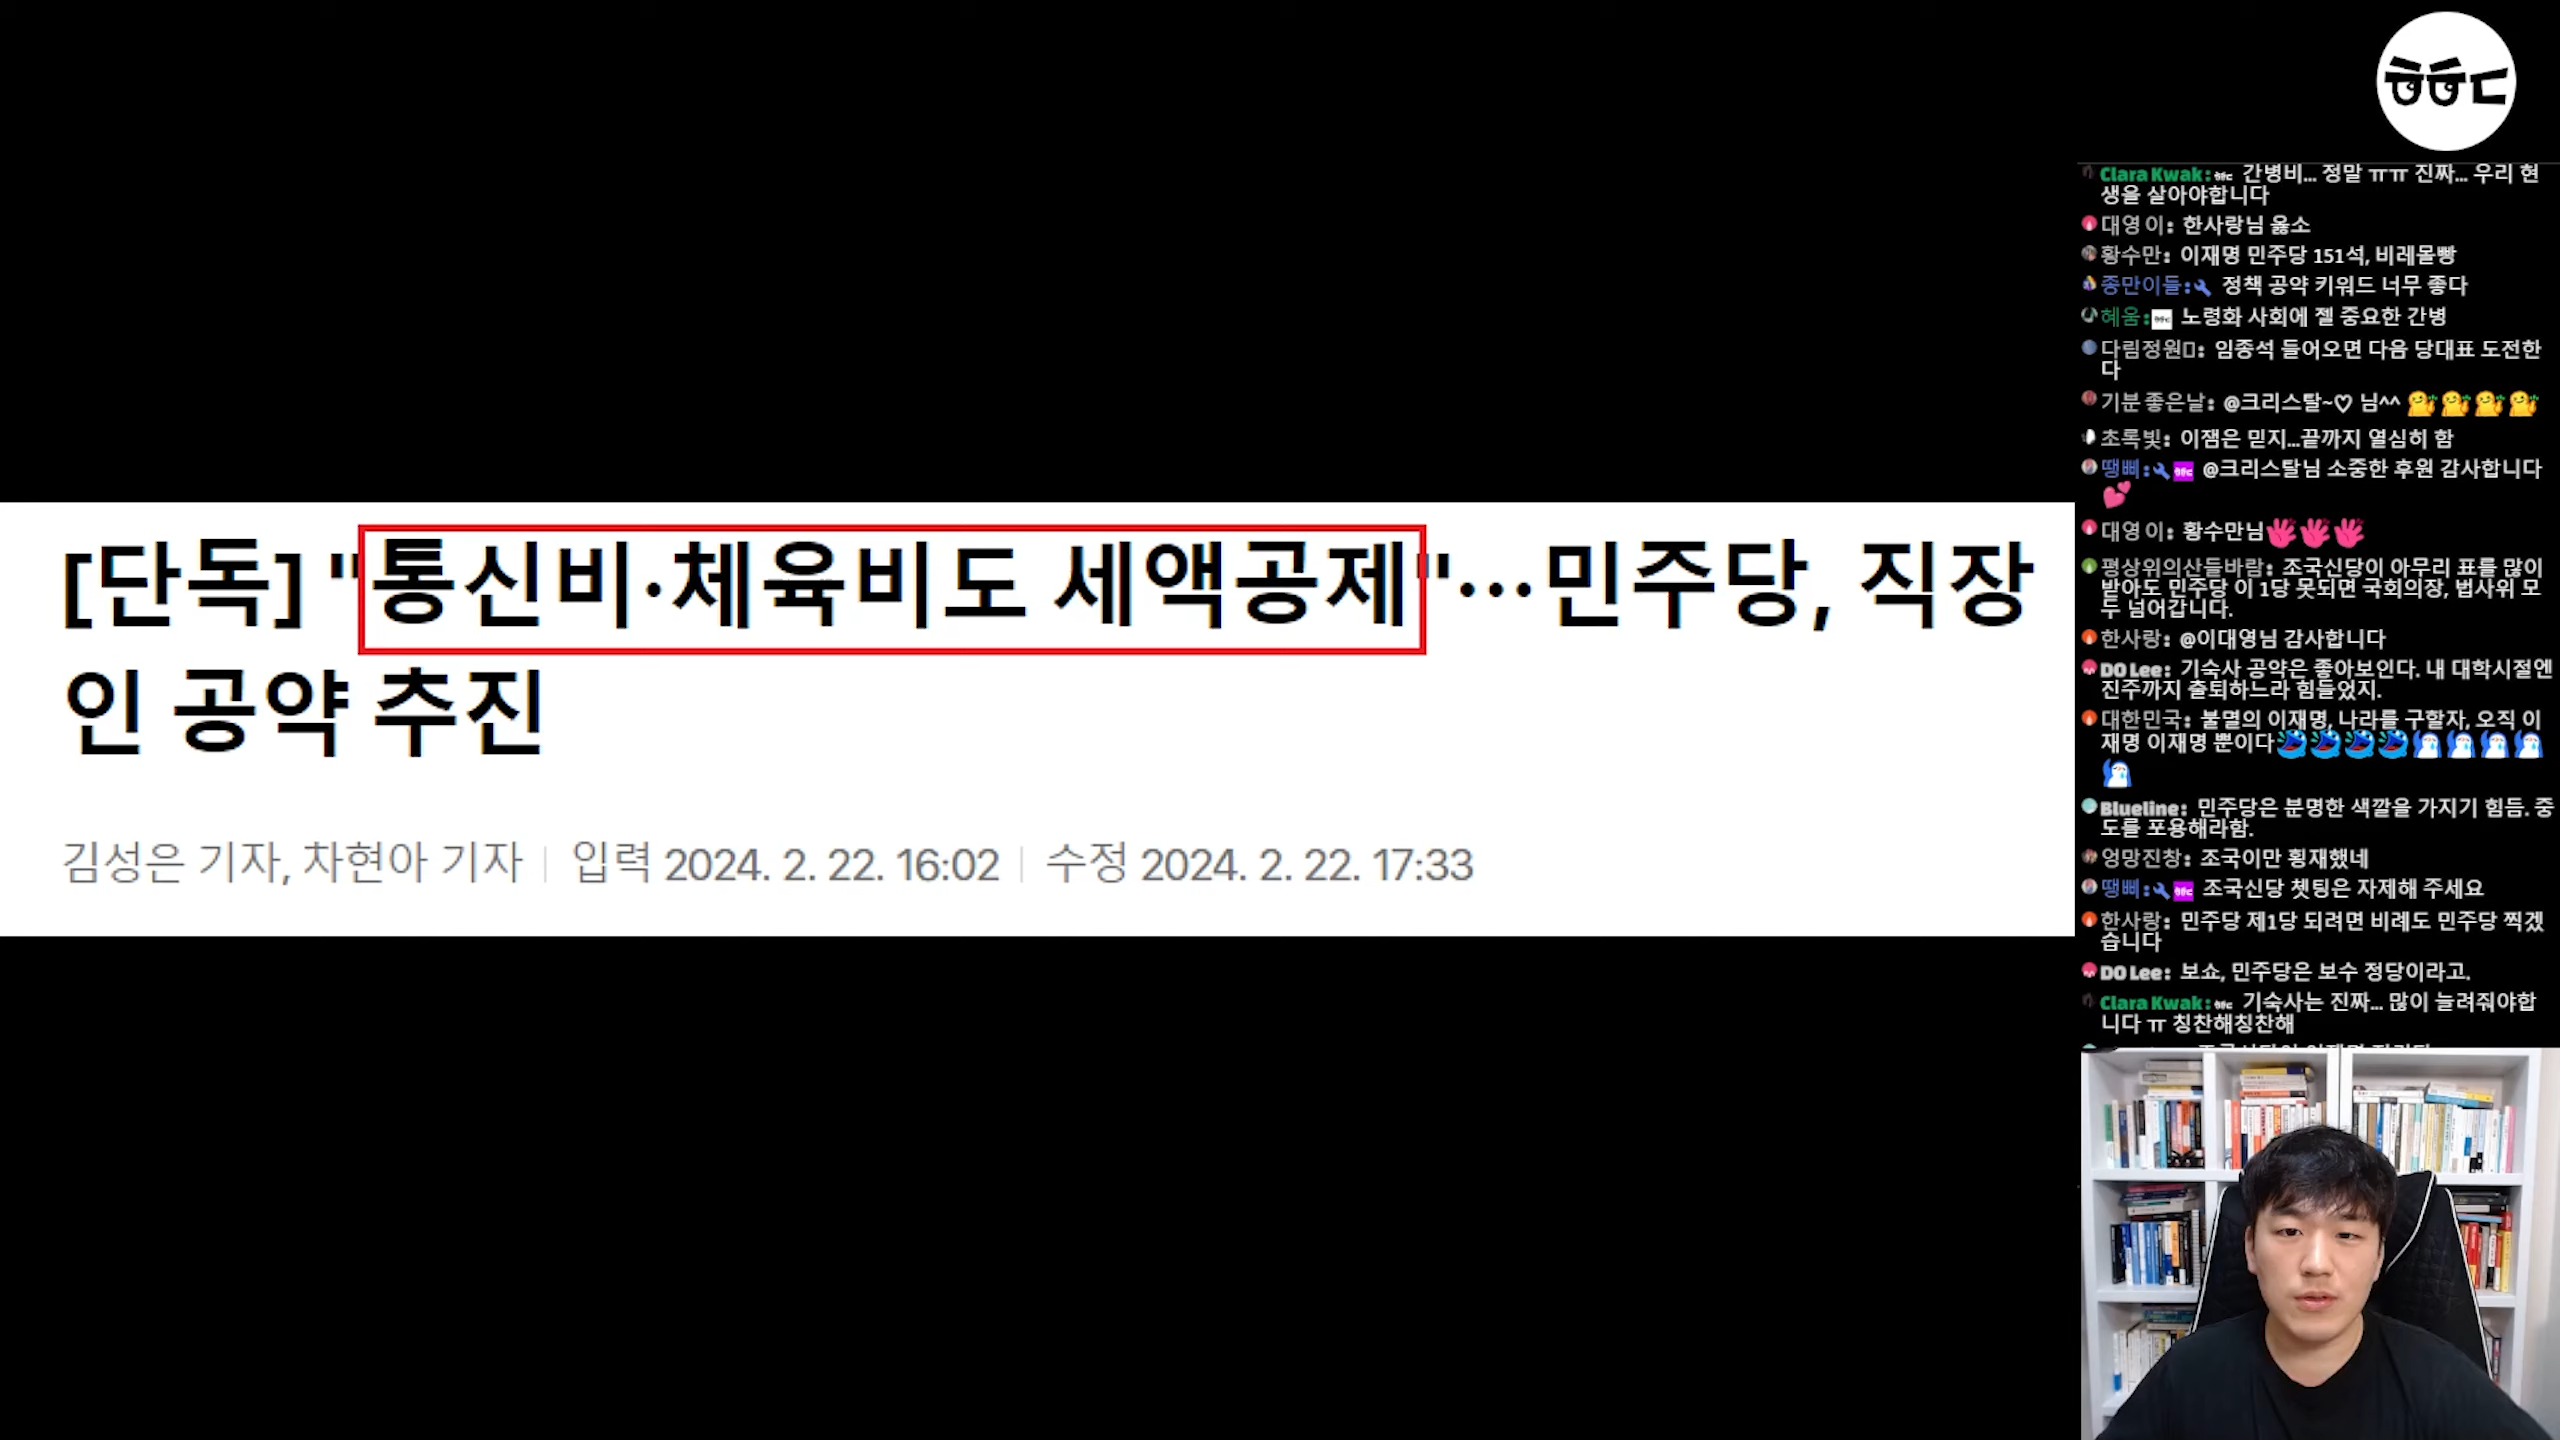 ㅎㅎㄷ
[단독] "통신비·체육비도 세액공제"…민주당, 직장
인 공약 추진
김성은 기자, 차현아 기자 | 입력 2024. 2. 22. 16:02 | 수정 2024. 2. 22. 17:33
Clara Kwak: 간병비... 정말 ㅠㅠ 진짜... 우리 현
생을 살아야합니다
대영 이: 한사랑님 옳소
황수만: 이재명 민주당 151석, 비레몰빵
종만이들: 정책 공약 키워드 너무 좋다
혜움: 노령화 사회에 젤 중요한 간병
다림정원: 임종석 들어오면 다음 당대표 도전한
다
기분 좋은날: @크리스탈~♡ 님^^
초록빛: 이잼은 믿지...끝까지 열심히 함
땡삐: @크리스탈님 소중한 후원 감사합니다
대영 이: 황수만님
평상위의산들바람: 조국신당이 아무리 표를 많이
받아도 민주당 이 1당 못되면 국회의장, 법사위 모
두 넘어갑니다.
한사랑: @이대영님 감사합니다
DO Lee: 기숙사 공약은 좋아보인다. 내 대학시절엔
진주까지 출퇴하느라 힘들었지.
대한민국: 불멸의 이재명, 나라를 구할자, 오직 이
재명 이재명 뿐이다
Blueline: 민주당은 분명한 색깔을 가지기 힘듬. 중
도를 포용해라함.
엉망진창: 조국이만 횡재했네
땡삐: 조국신당 쳇팅은 자제해 주세요
한사랑: 민주당 제1당 되려면 비례도 민주당 찍겠
습니다
DO Lee: 보쇼, 민주당은 보수 정당이라고.
Clara Kwak: 기숙사는 진짜... 많이 늘려줘야합
니다 ㅠ 칭찬해칭찬해